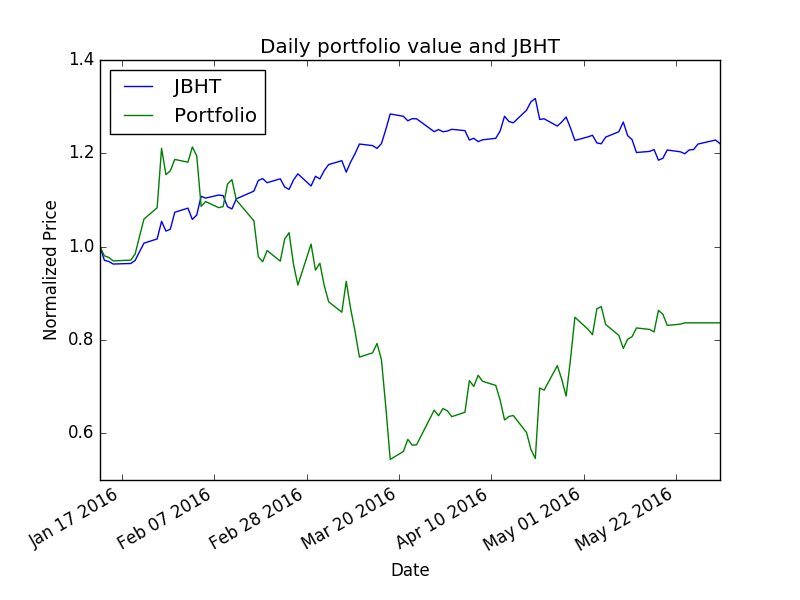 Daily portfolio value and JBHT
JBHT
Portfolio
Normalized Price
1.4
1.2
1.0
0.8
0.6
Jan 17 2016
Feb 07 2016
Feb 28 2016
Mar 20 2016
Apr 10 2016
May 01 2016
May 22 2016
Date